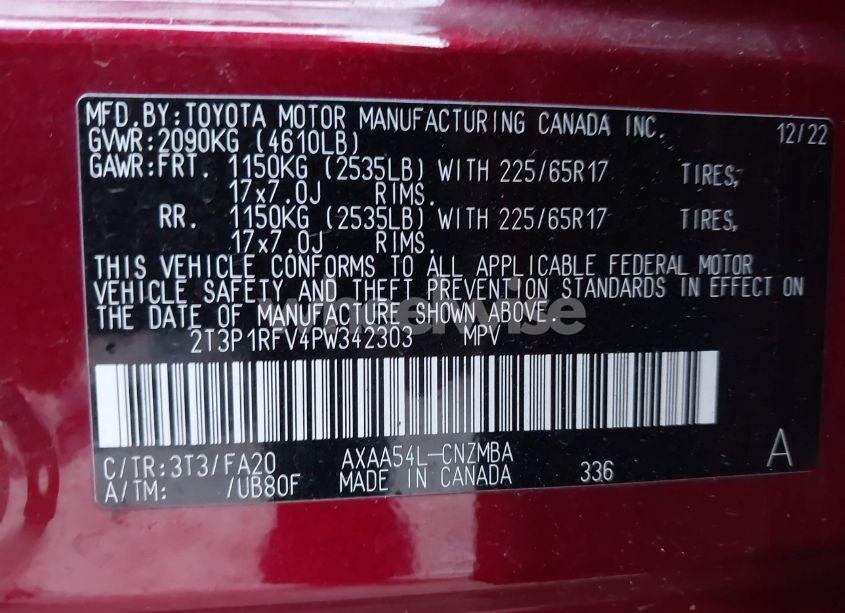 MFD.BY:TOYOTA MOTOR MANUFACTURING CANADA INC. 12/22
GVWR:2090KG (4610LB)
GAWR:FRT. 1150KG (2535LB) WITH 225/65R17 TIRES,
17x7.0J RIMS.
RR. 1150KG (2535LB) WITH 225/65R17 TIRES,
17x7.0J RIMS.
THIS VEHICLE CONFORMS TO ALL APPLICABLE FEDERAL MOTOR
VEHICLE SAFETY AND THEFT PREVENTION STANDARDS IN EFFECT ON
THE DATE OF MANUFACTURE SHOWN ABOVE.
2T3P1RFV4PW342303 MPV
C/TR:3T3/FA20 AXAA54L-CNZMBA A
A/TM: /UB80F MADE IN CANADA 336